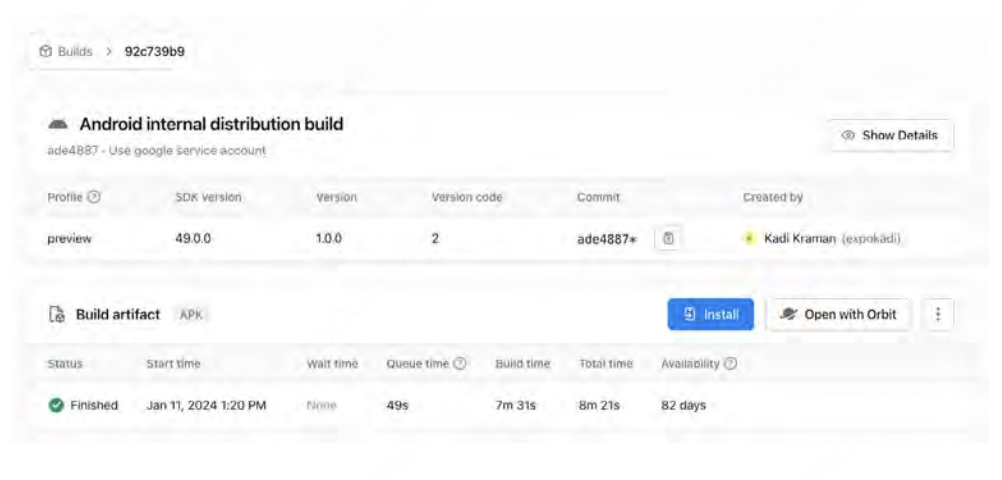 Builds > 92c739b9
Android internal distribution build
Show Details
ade4887 - Use google service account
Profile SDK version Version Version code Commit Created by
preview 49.0.0 1.0.0 2 ade4887* Kadi Kraman (expokadi)
Build artifact APK Install Open with Orbit
Status Start time Wait time Queue time Build time Total time Availability
Finished Jan 11, 2024 1:20 PM None 49s 7m 31s 8m 21s 82 days